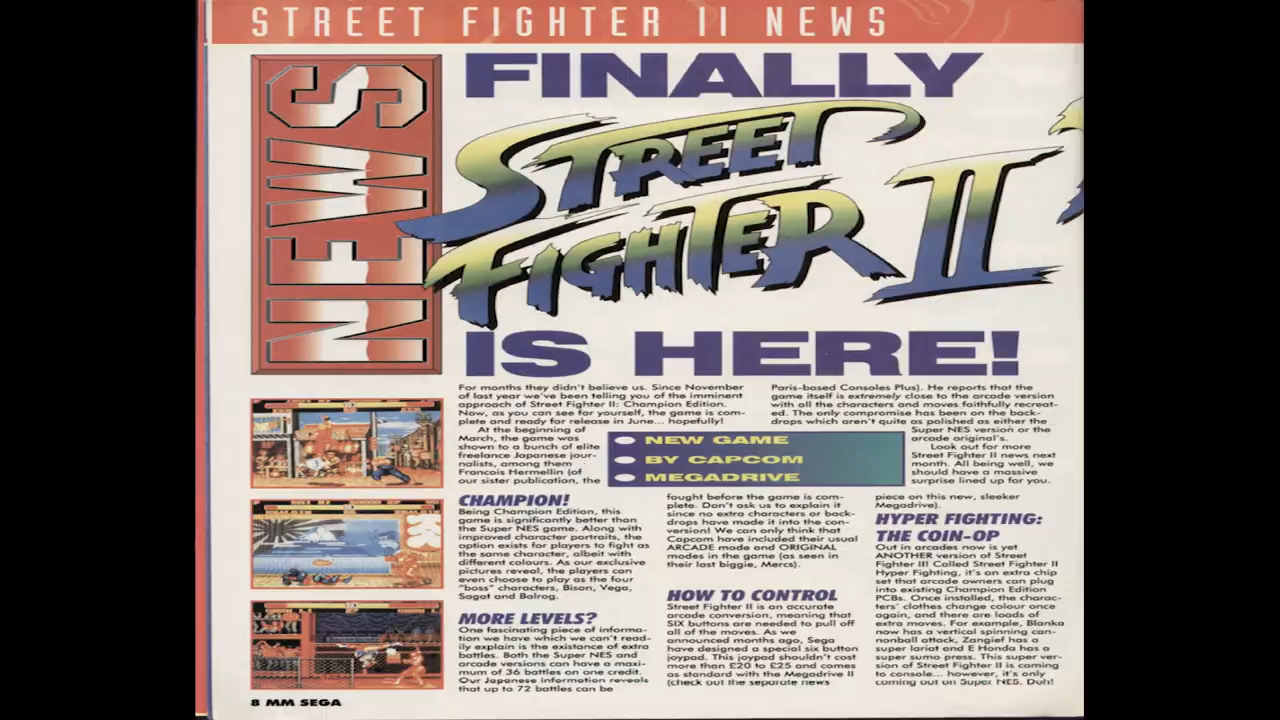 STREET FIGHTER II NEWS
NEWS
FINALLY
STREET
FIGHTER II
IS HERE!
For months they didn't believe us. Since November
of last year we've been telling you of the imminent
approach of Street Fighter II: Champion Edition.
Now, as you can see for yourself, the game is com-
plete and ready for release in June... hopefully!
At the beginning of
March, the game was
shown to a bunch of elite
freelance Japanese jour-
nalists, among them
Francois Hermellin (of
our sister publication, the
Paris-based Consoles Plus). He reports that the
game itself is extremely close to the arcade version
with all the characters and moves faithfully recreat-
ed. The only compromise has been on the back-
drops which aren't quite as polished as either the
Super NES version or the
arcade original's.
Look out for more
Street Fighter II news next
month. All being well, we
should have a massive
surprise lined up for you.
NEW GAME
BY CAPCOM
MEGADRIVE
CHAMPION!
Being Champion Edition, this
game is significantly better than
the Super NES game. Along with
improved character portraits, the
option exists for players to fight as
the same character, albeit with
different colours. As our exclusive
pictures reveal, the players can
even choose to play as the four
"boss" characters, Bison, Vega,
Sagat and Balrog.
MORE LEVELS?
One fascinating piece of informa-
tion we have which we can't read-
ily explain is the existance of extra
battles. Both the Super NES and
arcade versions can have a maxi-
mum of 36 battles on one credit.
Our Japanese information reveals
that up to 72 battles can be
fought before the game is com-
plete. Don't ask us to explain it
since no extra characters or back-
drops have made it into the con-
version! We can only think that
Capcom have included their usual
ARCADE mode and ORIGINAL
modes in the game (as seen in
their last biggie, Mercs).
HOW TO CONTROL
Street Fighter II is an accurate
arcade conversion, meaning that
SIX buttons are needed to pull off
all of the moves. As we
announced months ago, Sega
have designed a special six button
joypad. This joypad shouldn't cost
more than £20 to £25 and comes
as standard with the Megadrive II
(check out the separate news
piece on this new, sleeker
Megadrive).
HYPER FIGHTING:
THE COIN-OP
Out in arcades now is yet
ANOTHER version of Street
Fighter II! Called Street Fighter II
Hyper Fighting, it's an extra chip
set that arcade owners can plug
into existing Champion Edition
PCBs. Once installed, the charac-
ters' clothes change colour once
again, and there are loads of
extra moves. For example, Blanka
now has a vertical spinning can-
nonball attack, Zangief has a
super lariat and E Honda has a
super sumo press. This super ver-
sion of Street Fighter II is coming
to console... however, it's only
coming out on Super NES. Duh!
8 MM SEGA